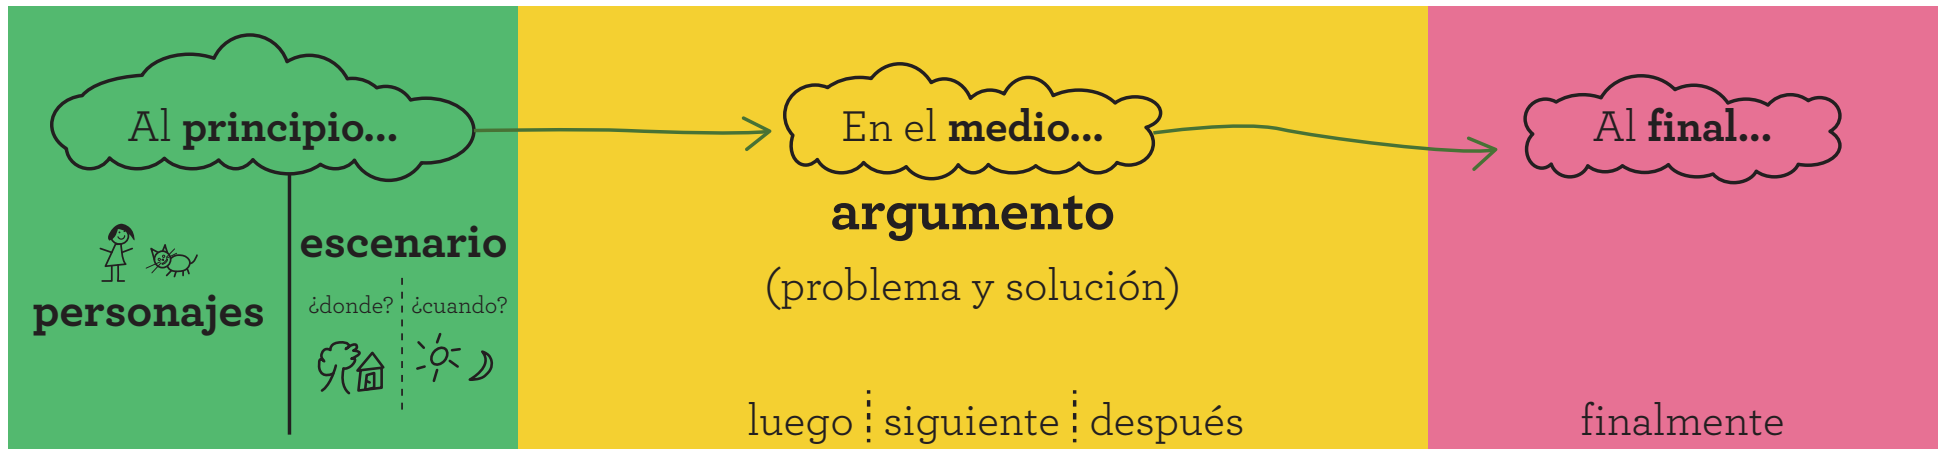 Al principio...
personajes
escenario
¿donde? ¿cuando?
En el medio...
argumento
(problema y solución)
luego siguiente después
Al final...
finalmente